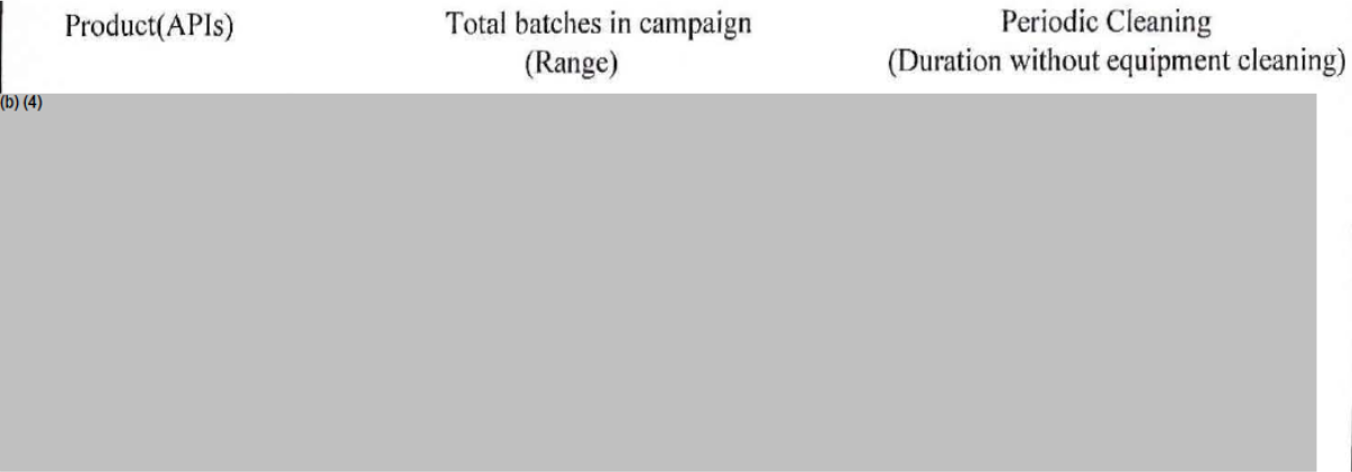 Product(APIs) Total batches in campaign Periodic Cleaning
(Range) (Duration without equipment cleaning)
(b) (4)